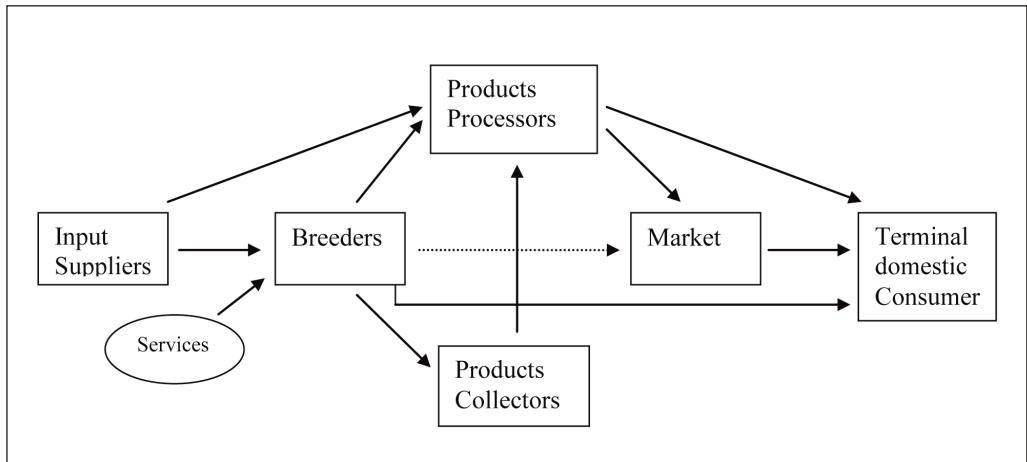 Products
Processors
Input
Suppliers
Breeders
Market
Terminal
domestic
Consumer
Services
Products
Collectors